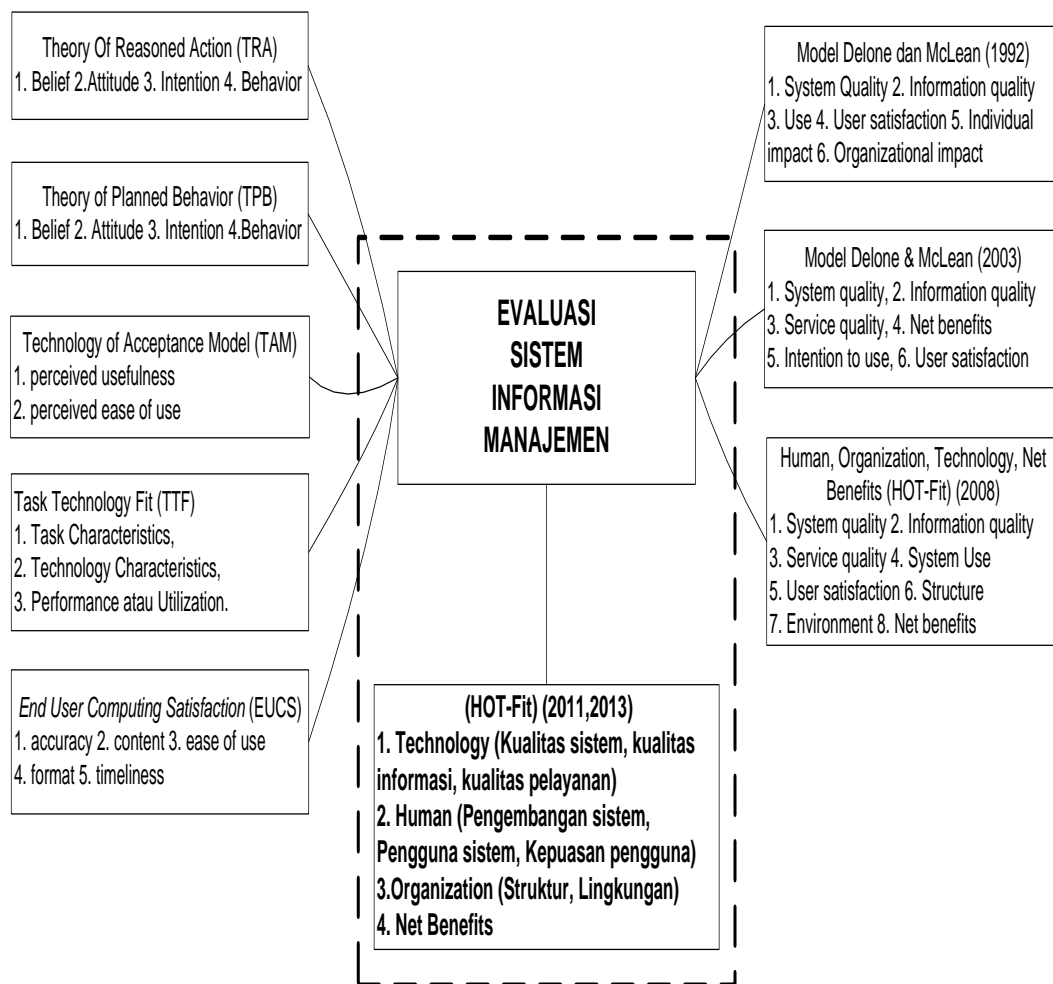 Theory Of Reasoned Action (TRA)
1. Belief 2.Attitude 3. Intention 4. Behavior
Theory of Planned Behavior (TPB)
1. Belief 2. Attitude 3. Intention 4.Behavior
Technology of Acceptance Model (TAM)
1. perceived usefulness
2. perceived ease of use
Task Technology Fit (TTF)
1. Task Characteristics,
2. Technology Characteristics,
3. Performance atau Utilization.
End User Computing Satisfaction (EUCS)
1. accuracy 2. content 3. ease of use
4. format 5. timeliness
EVALUASI
SISTEM
INFORMASI
MANAJEMEN
(HOT-Fit) (2011,2013)
1. Technology (Kualitas sistem, kualitas
informasi, kualitas pelayanan)
2. Human (Pengembangan sistem,
Pengguna sistem, Kepuasan pengguna)
3.Organization (Struktur, Lingkungan)
4. Net Benefits
Model Delone dan McLean (1992)
1. System Quality 2. Information quality
3. Use 4. User satisfaction 5. Individual
impact 6. Organizational impact
Model Delone & McLean (2003)
1. System quality, 2. Information quality
3. Service quality, 4. Net benefits
5. Intention to use, 6. User satisfaction
Human, Organization, Technology, Net
Benefits (HOT-Fit) (2008)
1. System quality 2. Information quality
3. Service quality 4. System Use
5. User satisfaction 6. Structure
7. Environment 8. Net benefits